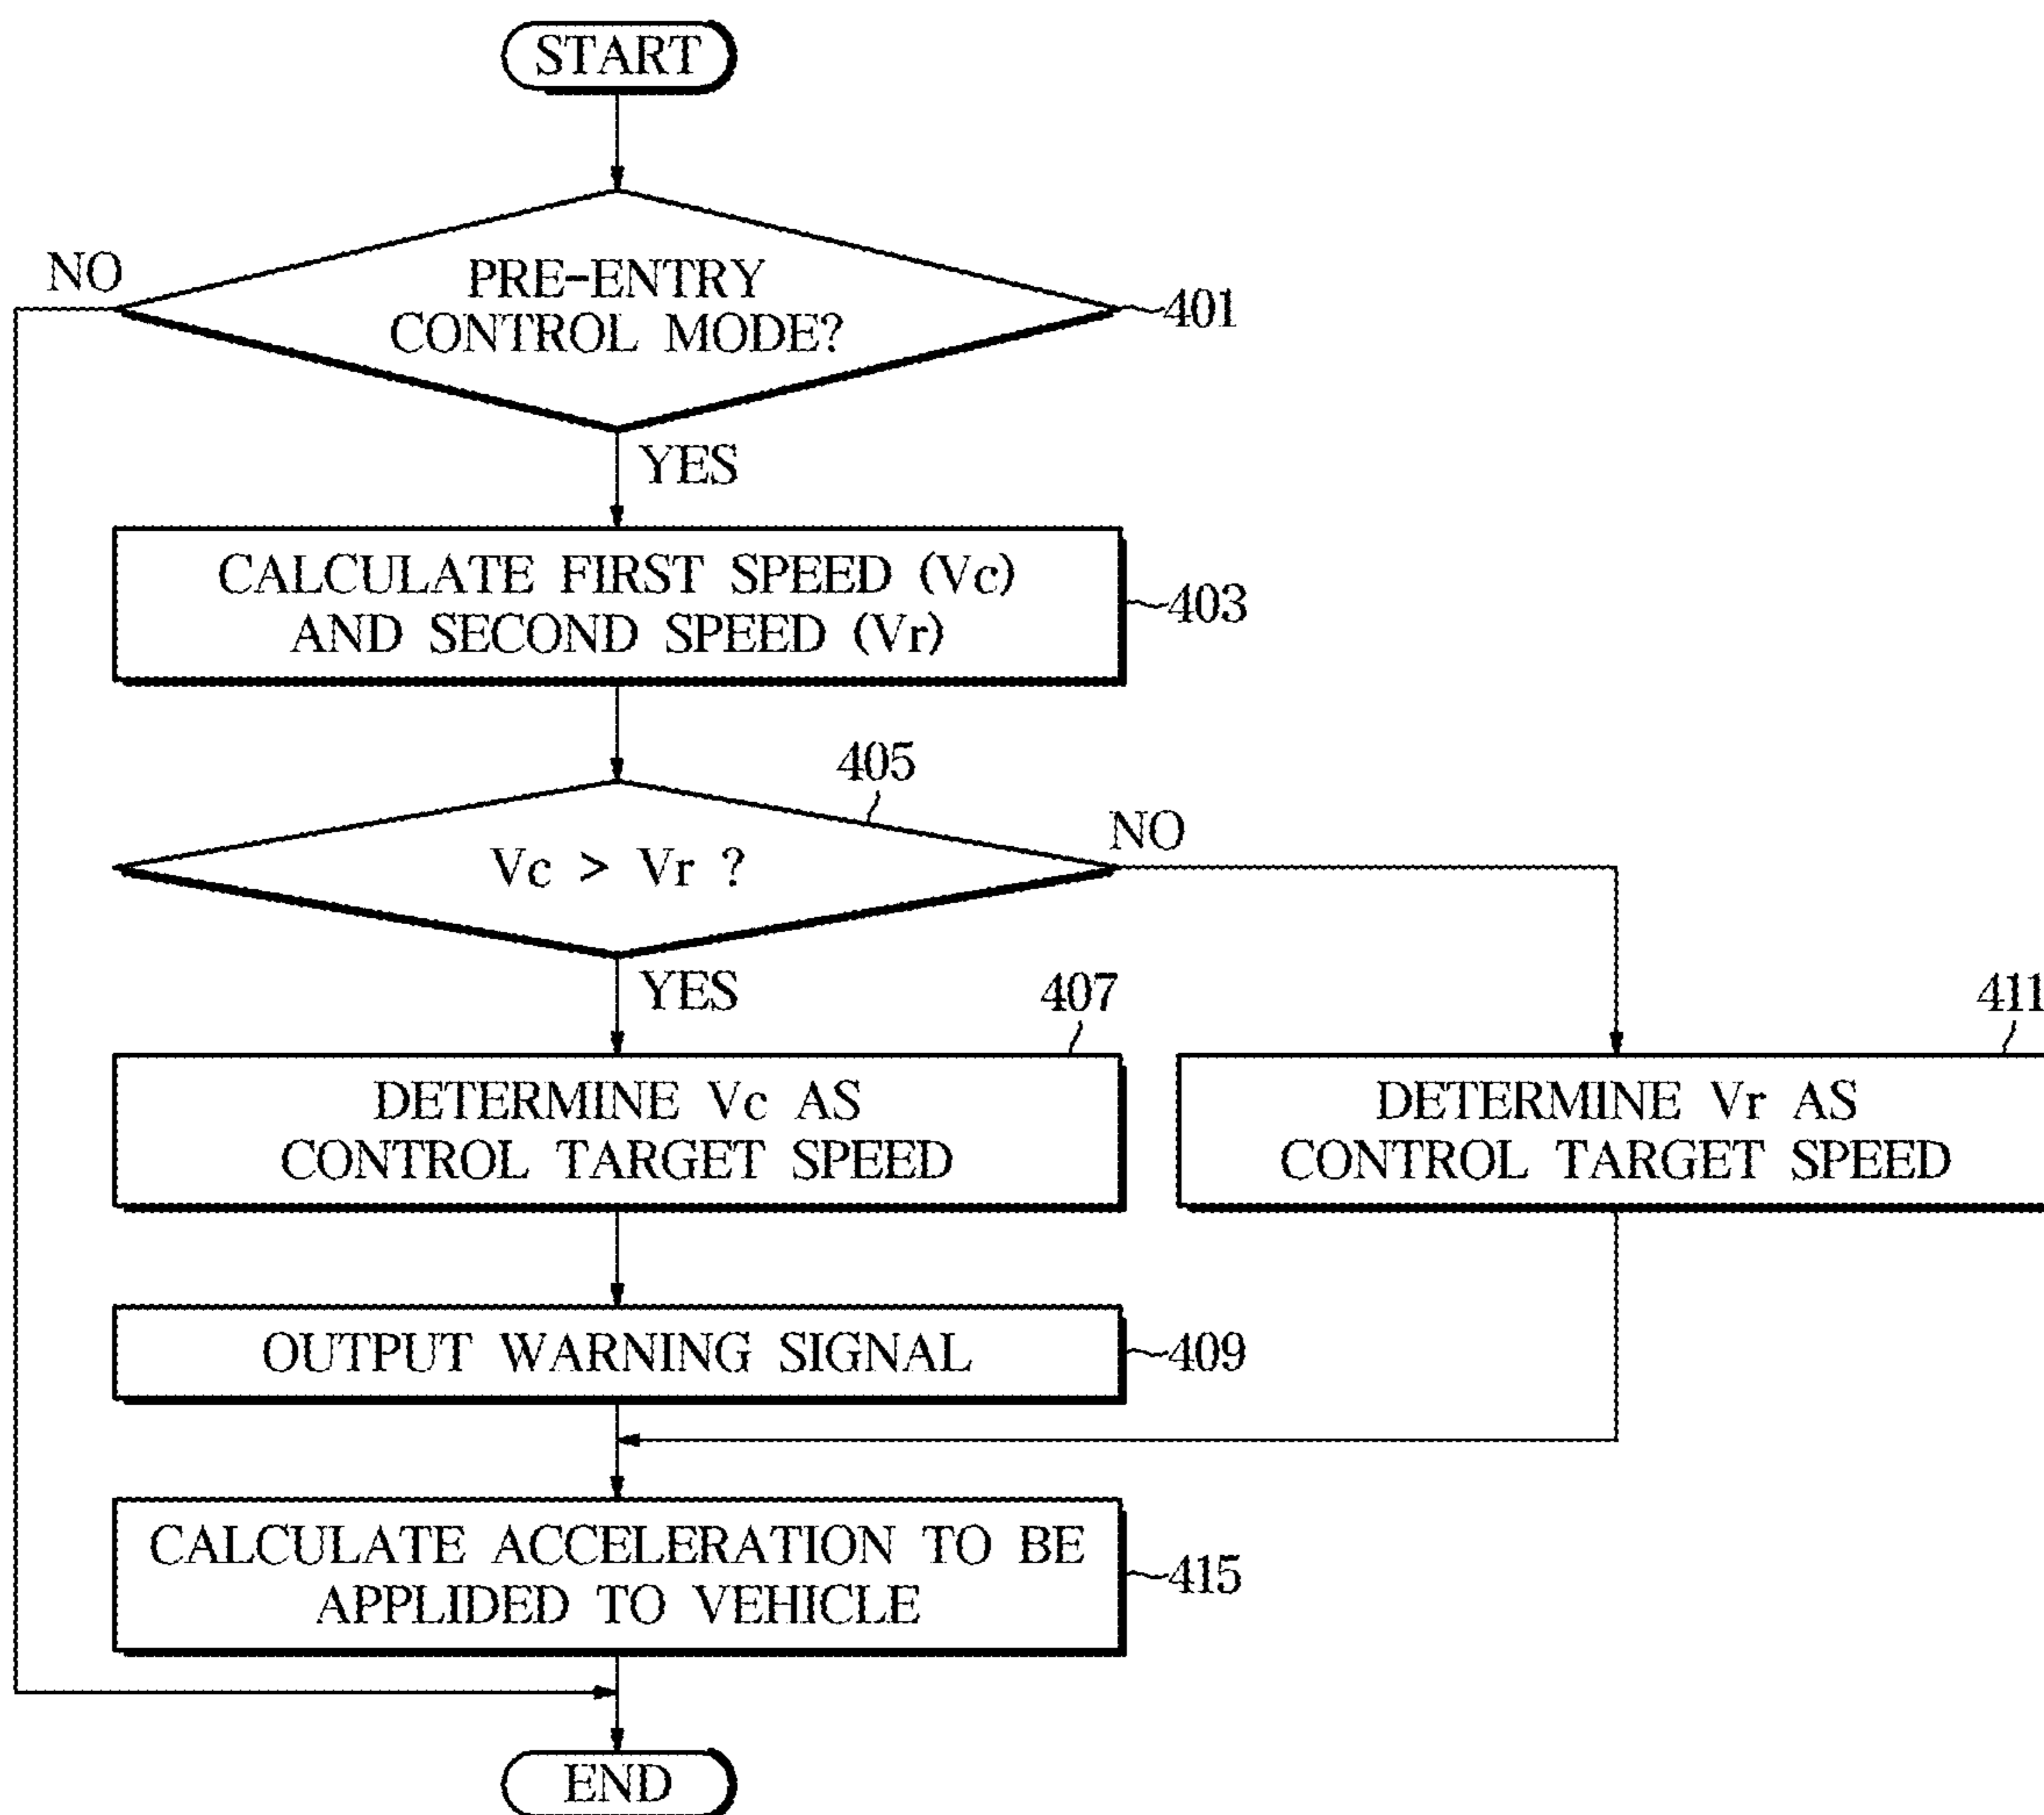 START
NO
PRE-ENTRY
CONTROL MODE?
401
YES
CALCULATE FIRST SPEED (Vc)
AND SECOND SPEED (Vr)
403
405
Vc > Vr ?
NO
YES
407
411
DETERMINE Vc AS
CONTROL TARGET SPEED
DETERMINE Vr AS
CONTROL TARGET SPEED
OUTPUT WARNING SIGNAL
409
CALCULATE ACCELERATION TO BE
APPLIDED TO VEHICLE
415
END